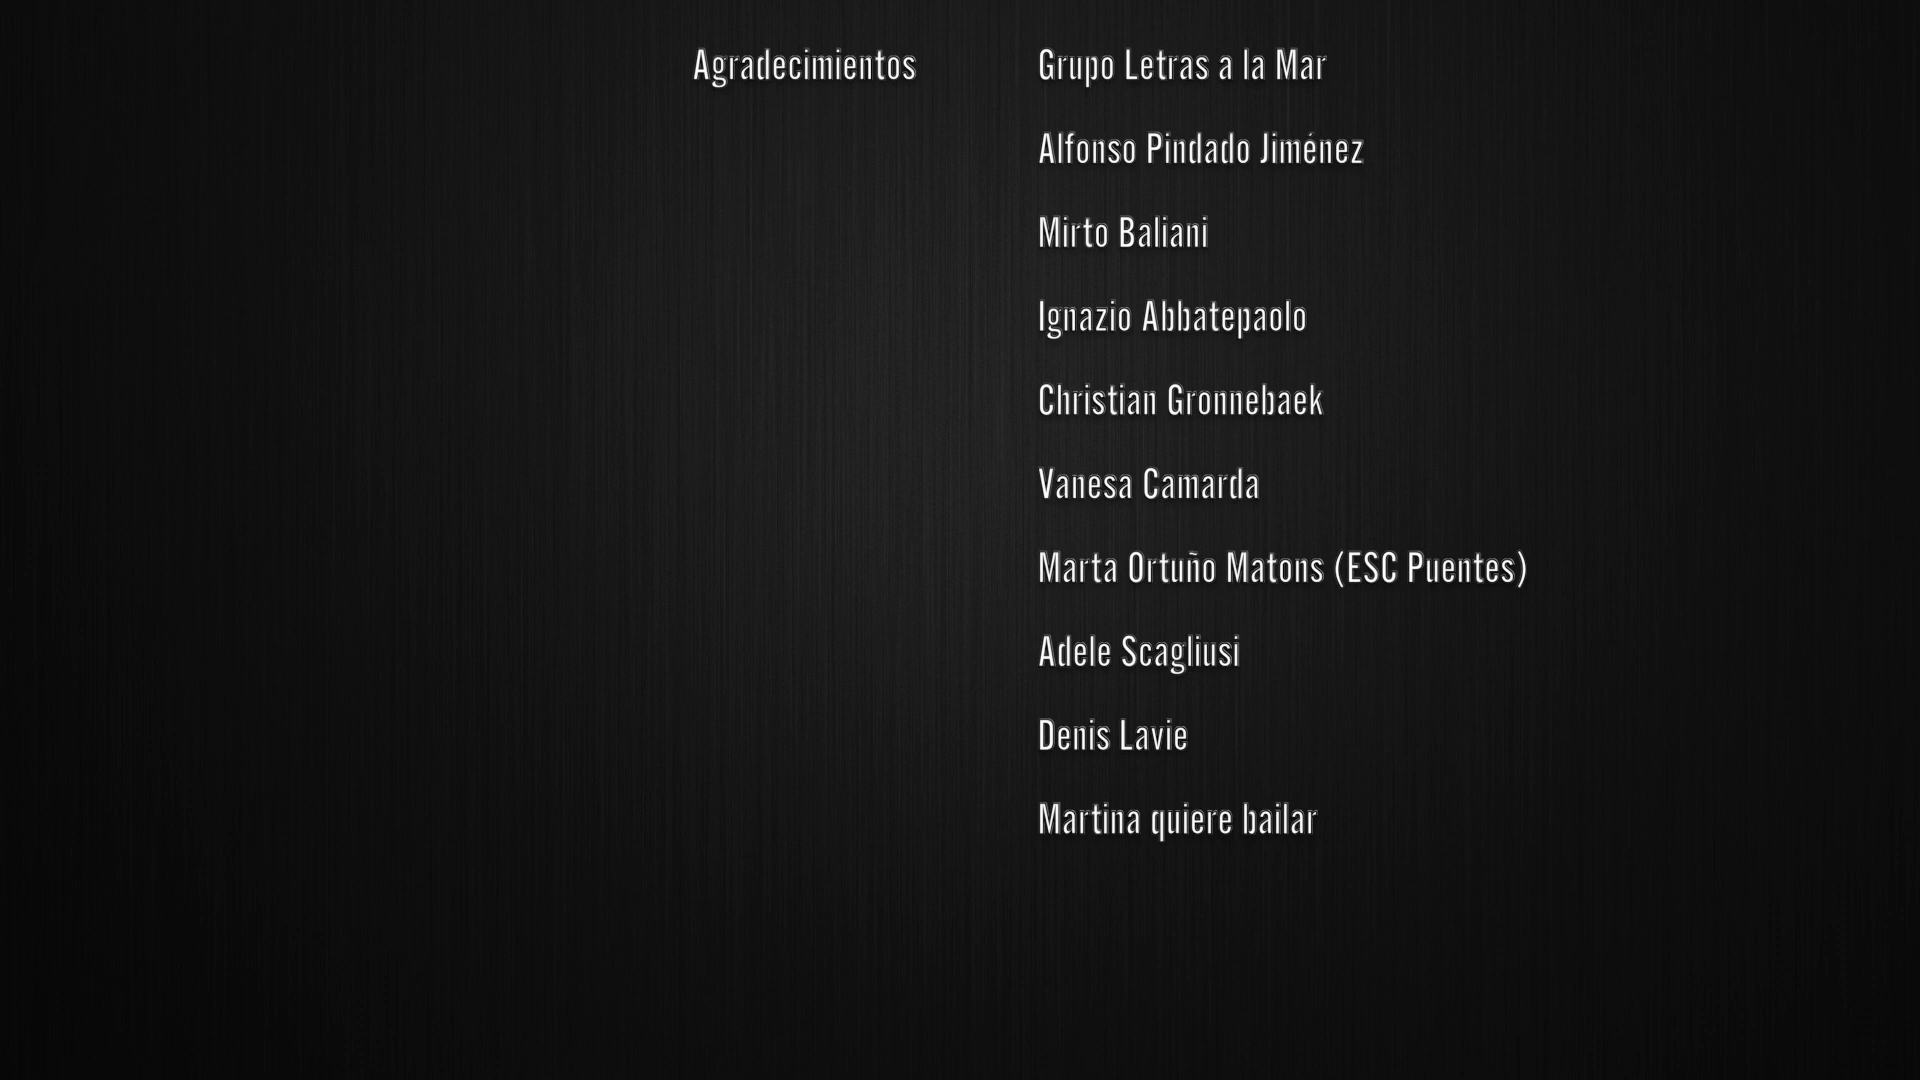 Agradecimientos Grupo Letras a la Mar
Alfonso Pindado Jiménez
Mirto Baliani
Ignazio Abbatepaolo
Christian Gronnebaek
Vanesa Camarda
Marta Ortuño Matons (ESC Puentes)
Adele Scagliusi
Denis Lavie
Martina quiere bailar